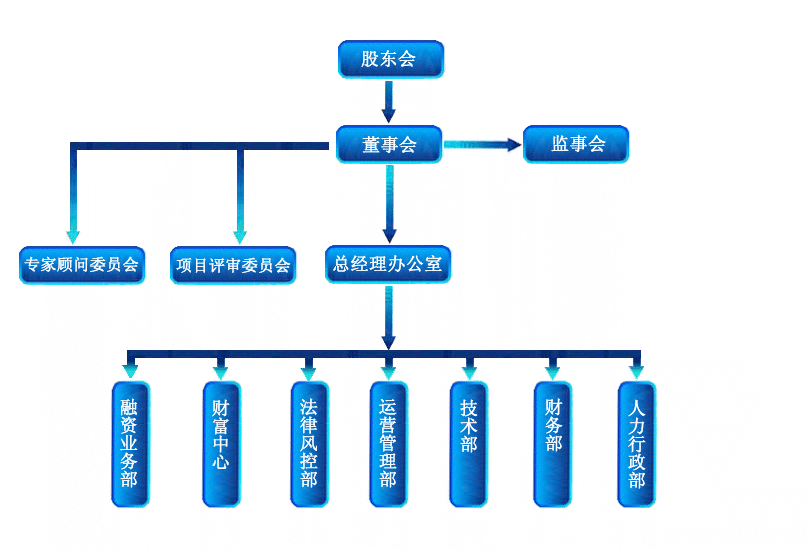 股东会
董事会
监事会
专家顾问委员会
项目评审委员会
总经理办公室
融资业务部
财富中心
法律风控部
运营管理部
技术部
财务部
人力行政部